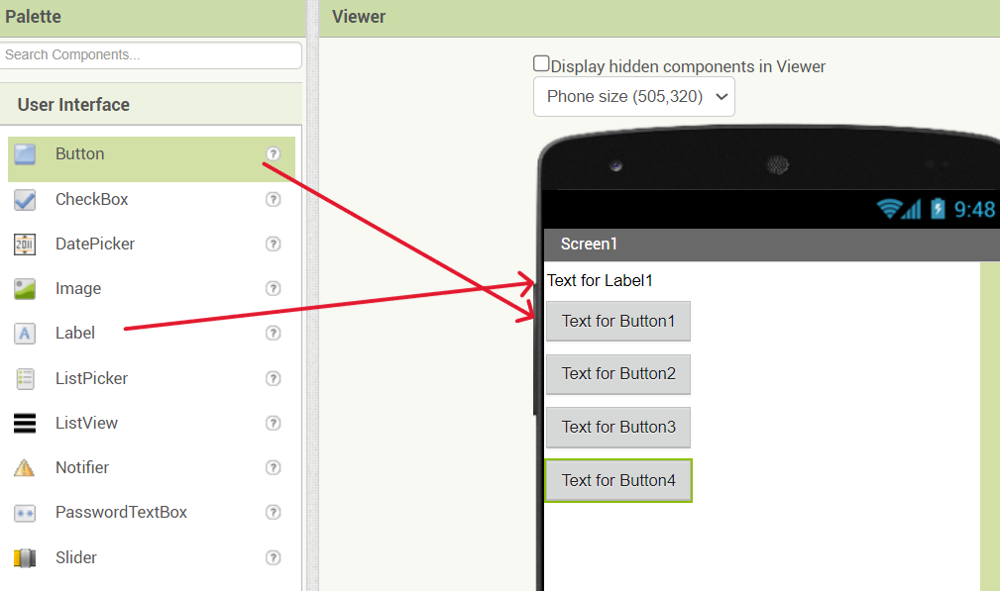 Palette
Search Components...
User Interface
Button
CheckBox
2011
DatePicker
Image
A
Label
ListPicker
ListView
Notifier
PasswordTextBox
Slider
Viewer
Display hidden components in Viewer
Phone size (505,320)
9:48
Screen1
Text for Label1
Text for Button1
Text for Button2
Text for Button3
Text for Button4